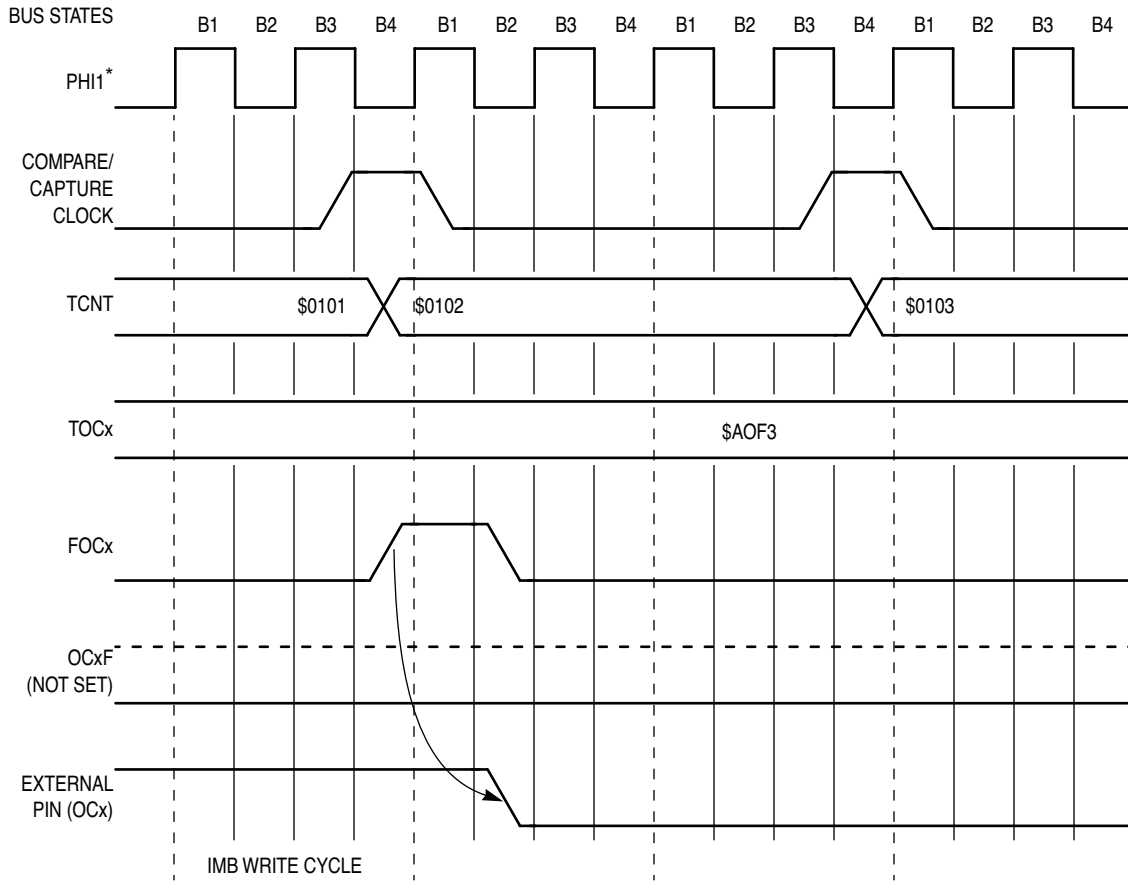 BUS STATES
B1 B2 B3 B4 B1 B2 B3 B4 B1 B2 B3 B4 B1 B2 B3 B4
PHI1*
COMPARE/
CAPTURE
CLOCK
TCNT
$0101
$0102
$0103
TOCx
$AOF3
FOCx
OCxF
(NOT SET)
EXTERNAL
PIN (OCx)
IMB WRITE CYCLE